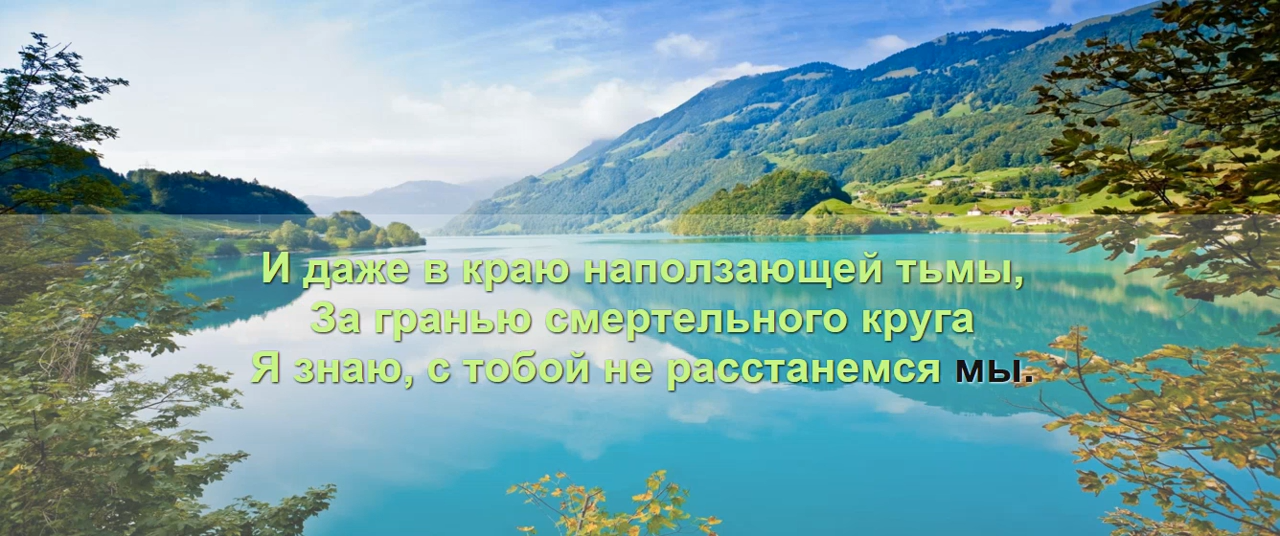 И даже в краю наползающей тьмы,
За гранью смертельного круга
Я знаю, с тобой не расстанемся мы.